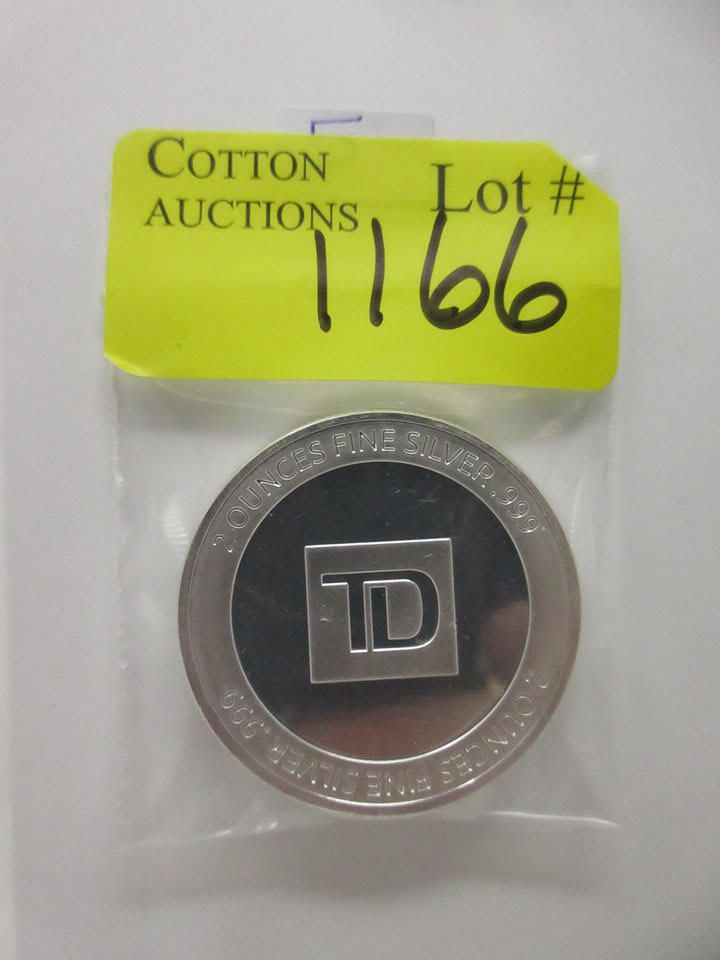 COTTON
AUCTIONS
Lot #
1166
2 OUNCES FINE SILVER .999
TD
2 OUNCES FINE SILVER .999